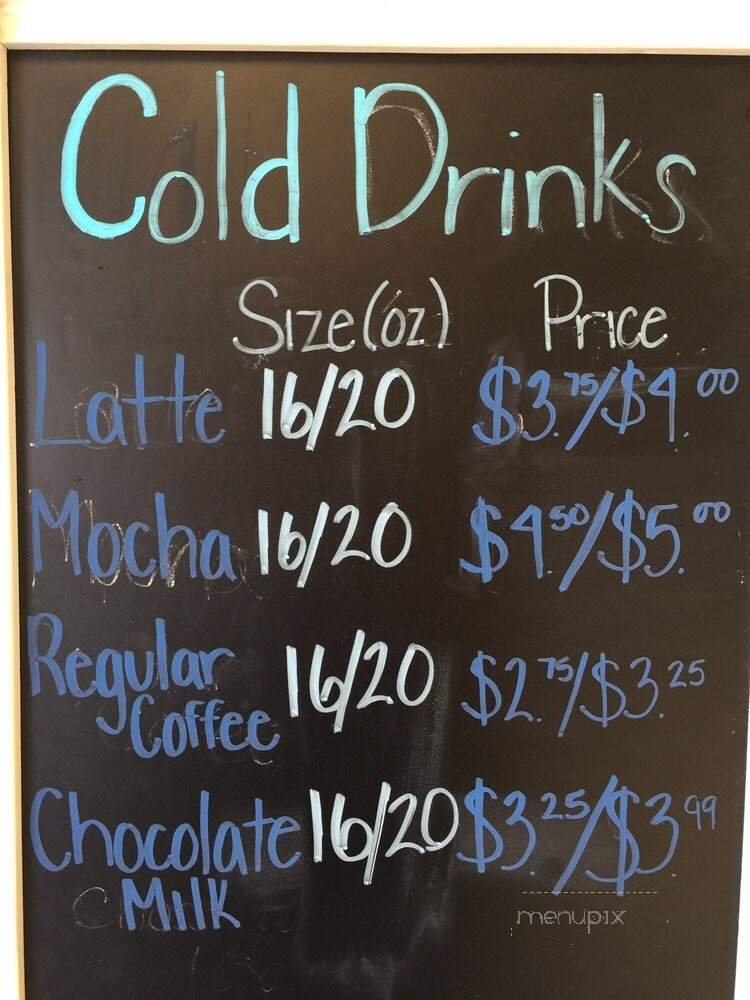 Cold Drinks
Size(oz) Price
Latte 16/20 $3.75/$4.00
Mocha 16/20 $4.50/$5.00
Regular Coffee 16/20 $2.75/$3.25
Chocolate Milk 16/20 $3.25/$3.99
menupix